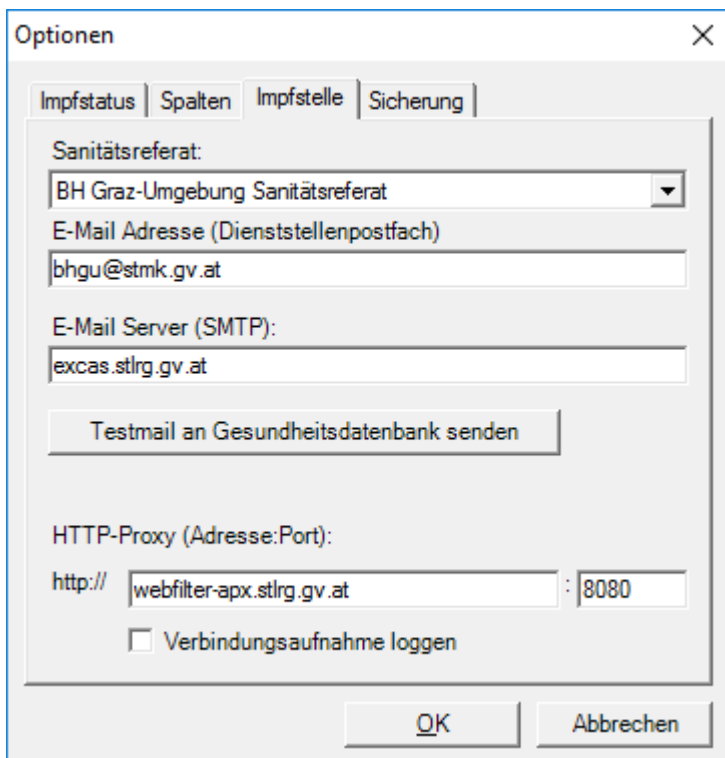 Optionen
Impfstatus Spalten Impfstelle Sicherung
Sanitätsreferat:
BH Graz-Umgebung Sanitätsreferat
E-Mail Adresse (Dienststellenpostfach)
bhgu@stmk.gv.at
E-Mail Server (SMTP):
excas.stlrg.gv.at
Testmail an Gesundheitsdatenbank senden
HTTP-Proxy (Adresse:Port):
http:// webfilter-apx.stlrg.gv.at : 8080
Verbindungsaufnahme loggen
OK Abbrechen